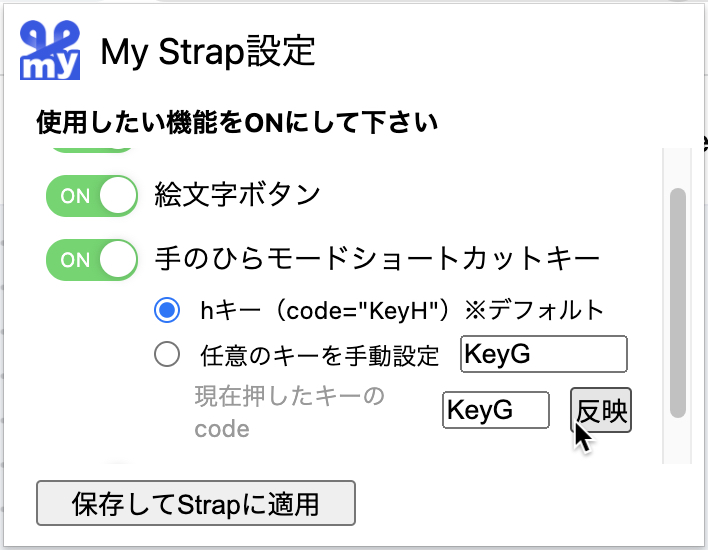 my
My Strap設定
使用したい機能をONにして下さい
ON 絵文字ボタン
ON 手のひらモードショートカットキー
hキー（code="KeyH"）※デフォルト
任意のキーを手動設定 KeyG
現在押したキーの
code
KeyG 反映
保存してStrapに適用